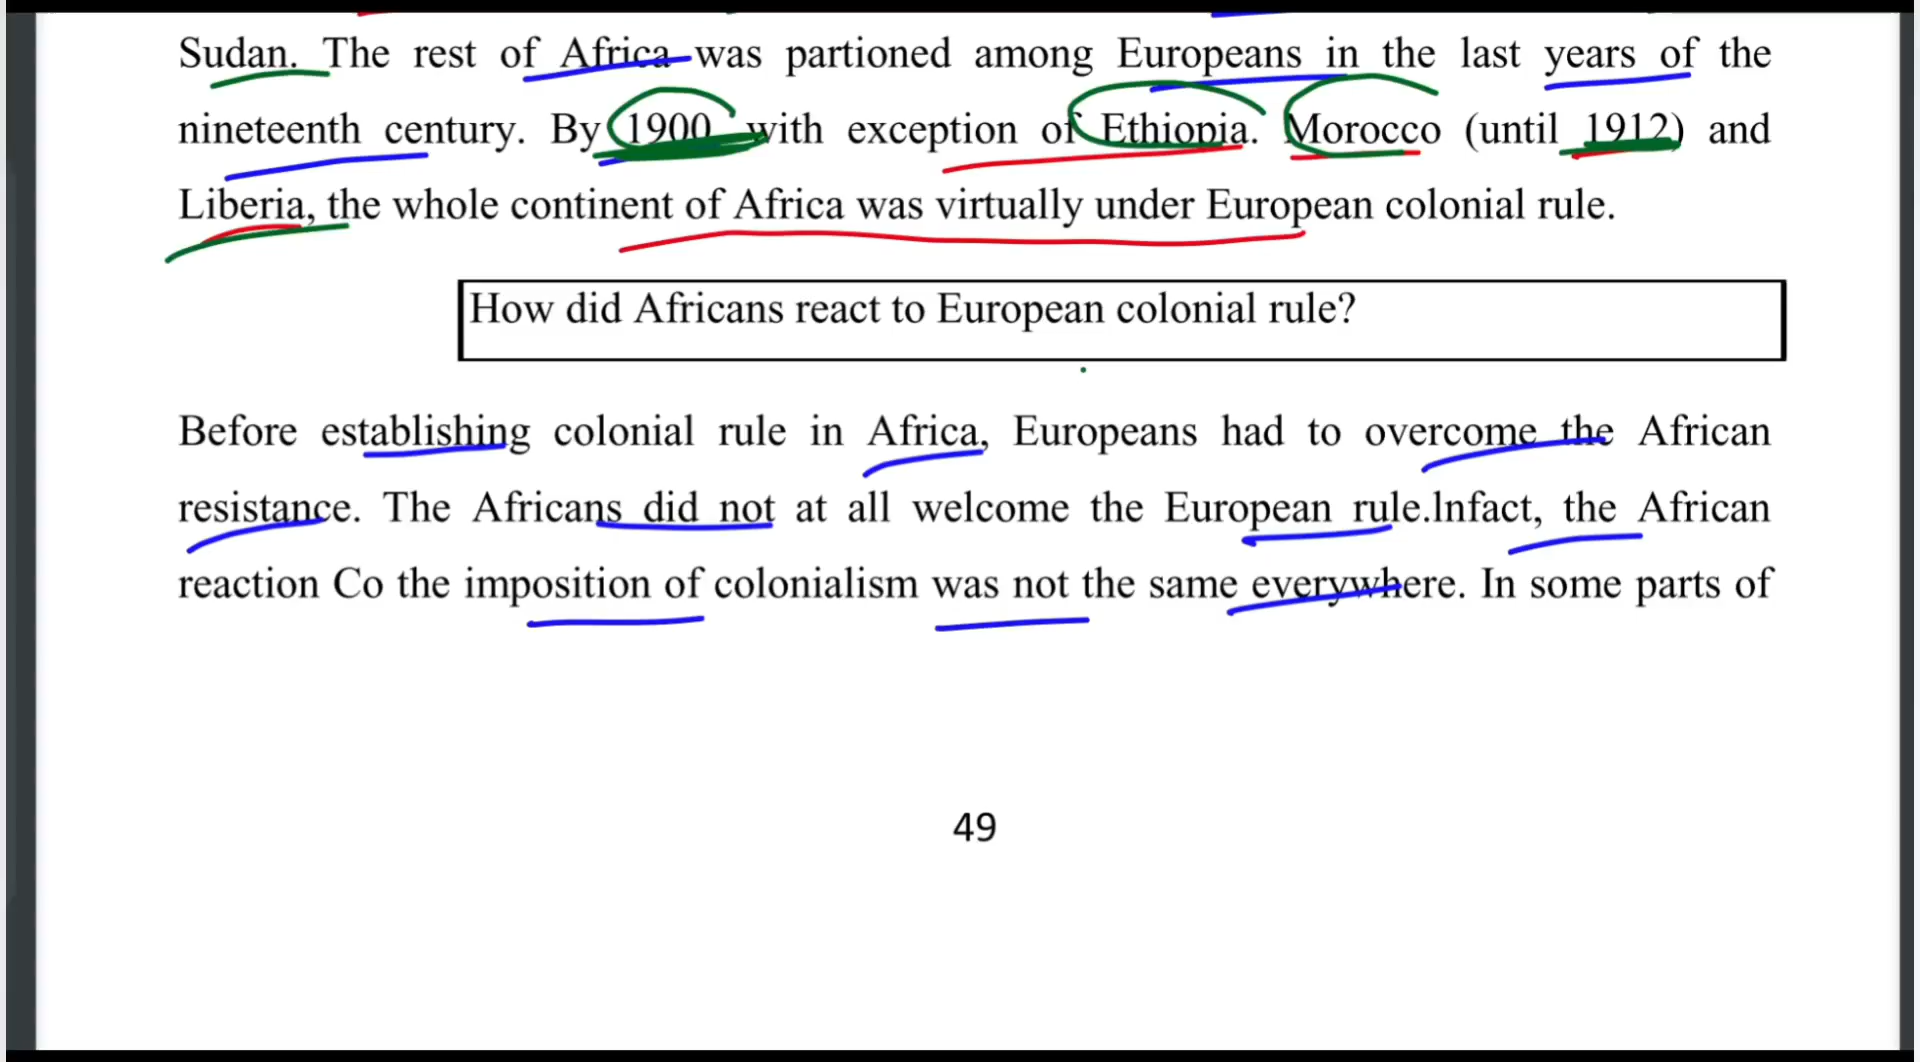 Sudan. The rest of Africa was partioned among Europeans in the last years of the
nineteenth century. By 1900 with exception of Ethiopia. Morocco (until 1912) and
Liberia, the whole continent of Africa was virtually under European colonial rule.
How did Africans react to European colonial rule?
Before establishing colonial rule in Africa, Europeans had to overcome the African
resistance. The Africans did not at all welcome the European rule.lnfact, the African
reaction Co the imposition of colonialism was not the same everywhere. In some parts of
49